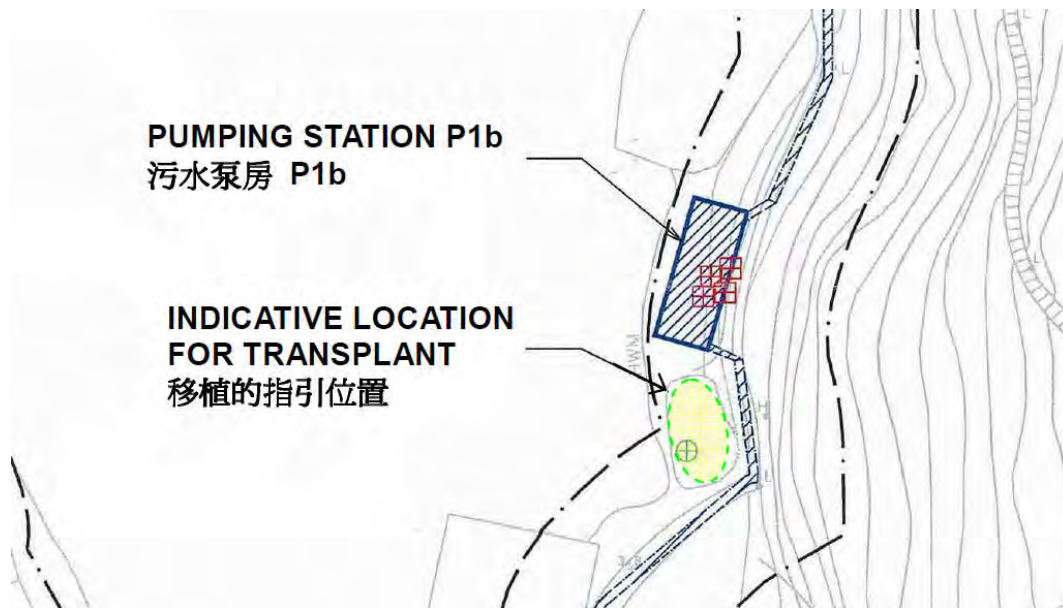 PUMPING STATION P1b
污水泵房 P1b
INDICATIVE LOCATION
FOR TRANSPLANT
移植的指引位置
HWM